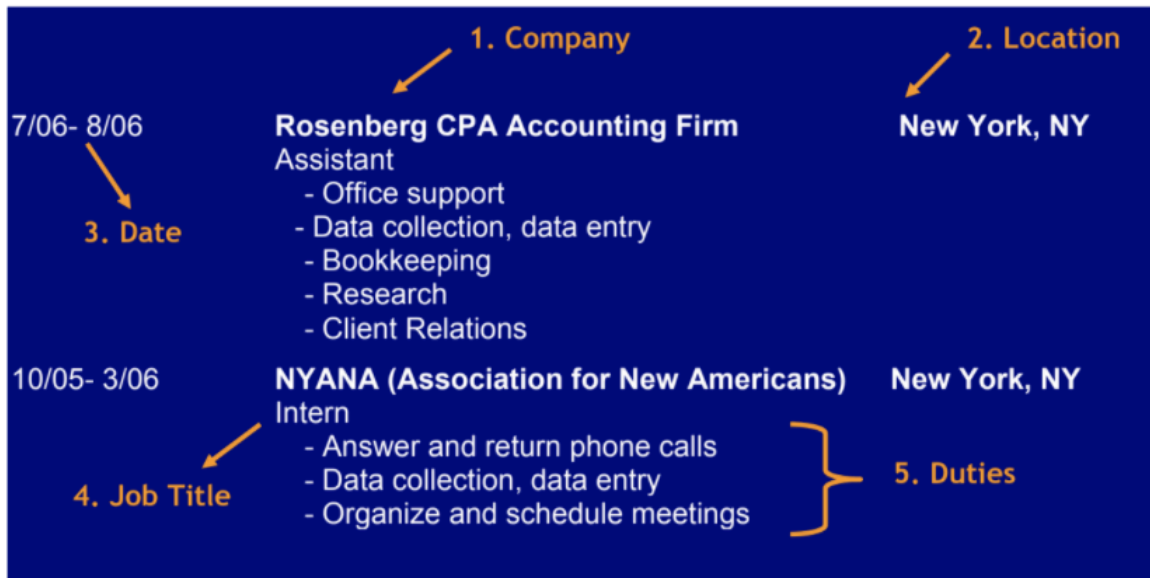 1. Company
2. Location
7/06- 8/06 Rosenberg CPA Accounting Firm New York, NY
Assistant
- Office support
3. Date - Data collection, data entry
- Bookkeeping
- Research
- Client Relations
10/05- 3/06 NYANA (Association for New Americans) New York, NY
Intern
- Answer and return phone calls
- Data collection, data entry
- Organize and schedule meetings
4. Job Title
5. Duties